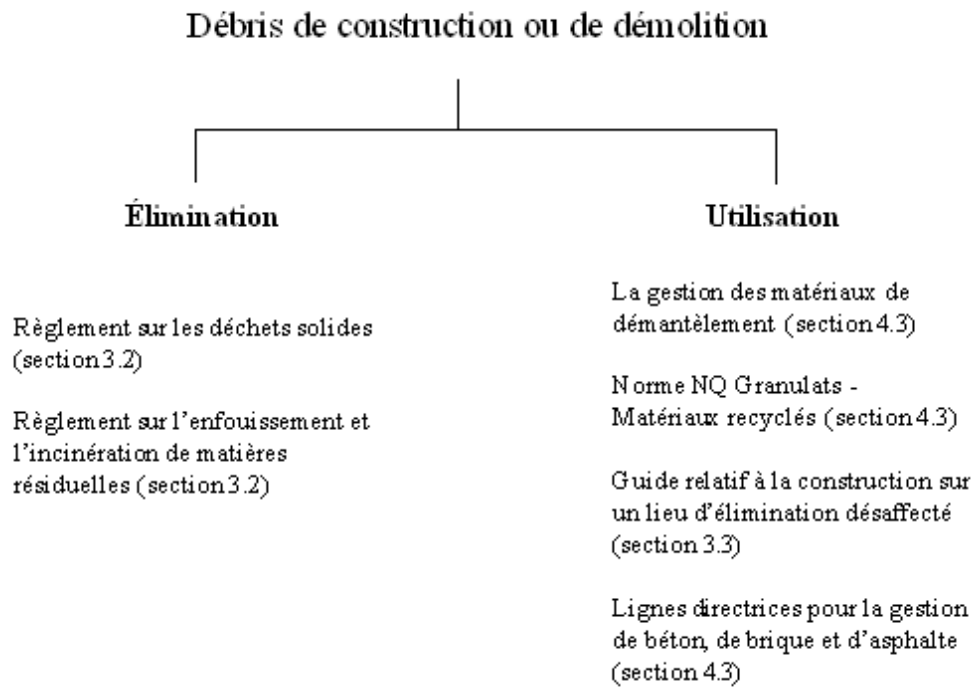 Débris de construction ou de démolition
Élimination
Règlement sur les déchets solides
(section 3.2)
Règlement sur l'enfouissement et
l'incinération de matières
résiduelles (section 3.2)
Utilisation
La gestion des matériaux de
démantèlement (section 4.3)
Norme NQ Granulats -
Matériaux recyclés (section 4.3)
Guide relatif à la construction sur
un lieu d'élimination désaffecté
(section 3.3)
Lignes directrices pour la gestion
de béton, de brique et d'asphalte
(section 4.3)